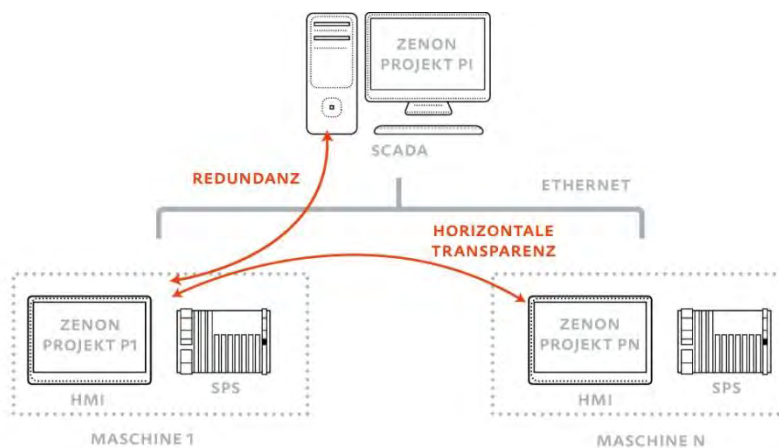 ZENON
PROJEKT PI
SCADA
REDUNDANZ
ETHERNET
HORIZONTALE
TRANSPARENZ
ZENON
PROJEKT P1
HMI
SPS
MASCHINE 1
ZENON
PROJEKT PN
HMI
SPS
MASCHINE N